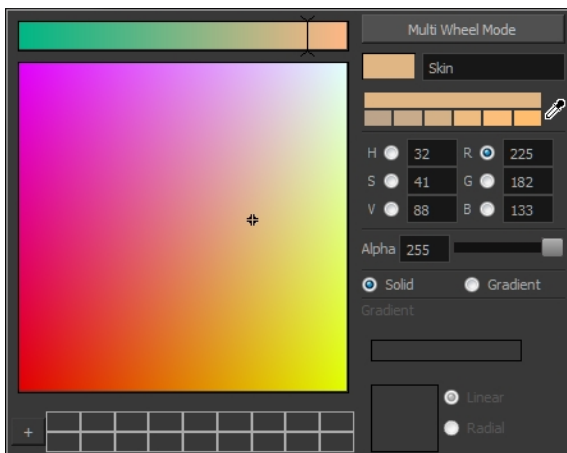 Multi Wheel Mode
Skin
H 32 R 225
S 41 G 182
V 88 B 133
Alpha 255
Solid Gradient
Gradient
Linear
+
Radial